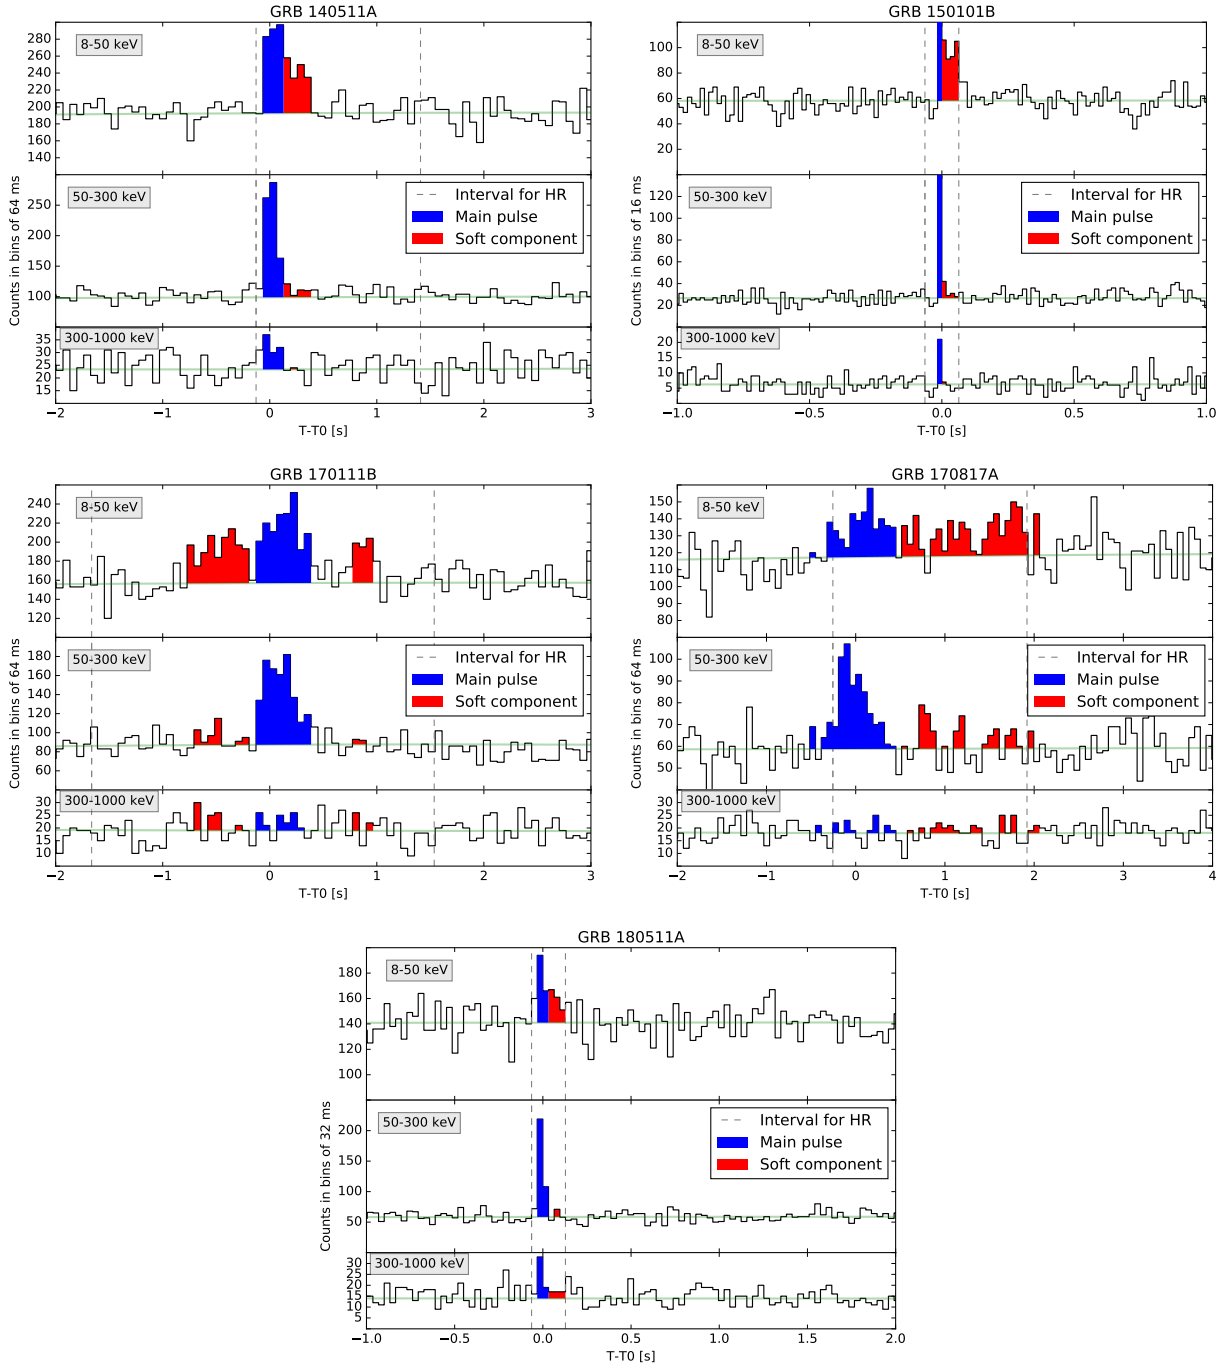 GRB 140511A
8-50 keV
300
280
260
240
220
200
180
160
140
50-300 keV
Interval for HR
Main pulse
Soft component
250
200
150
100
Counts in bins of 64 ms
300-1000 keV
35
30
25
20
15
−2 −1 0 1 2 3
T-T0 [s]
GRB 150101B
8-50 keV
120
100
80
60
40
20
50-300 keV
Interval for HR
Main pulse
Soft component
120
100
80
60
40
20
Counts in bins of 16 ms
300-1000 keV
20
15
10
5
−1.0 −0.5 0.0 0.5 1.0
T-T0 [s]
GRB 170111B
8-50 keV
240
220
200
180
160
140
120
50-300 keV
Interval for HR
Main pulse
Soft component
180
160
140
120
100
80
60
Counts in bins of 64 ms
300-1000 keV
30
25
20
15
10
−2 −1 0 1 2 3
T-T0 [s]
GRB 170817A
8-50 keV
150
140
130
120
110
100
90
80
50-300 keV
Interval for HR
Main pulse
Soft component
100
90
80
70
60
50
Counts in bins of 64 ms
300-1000 keV
30
25
20
15
10
−2 −1 0 1 2 3 4
T-T0 [s]
GRB 180511A
8-50 keV
180
160
140
120
100
50-300 keV
Interval for HR
Main pulse
Soft component
200
150
100
50
Counts in bins of 32 ms
300-1000 keV
30
25
20
15
10
5
−1.0 −0.5 0.0 0.5 1.0 1.5 2.0
T-T0 [s]